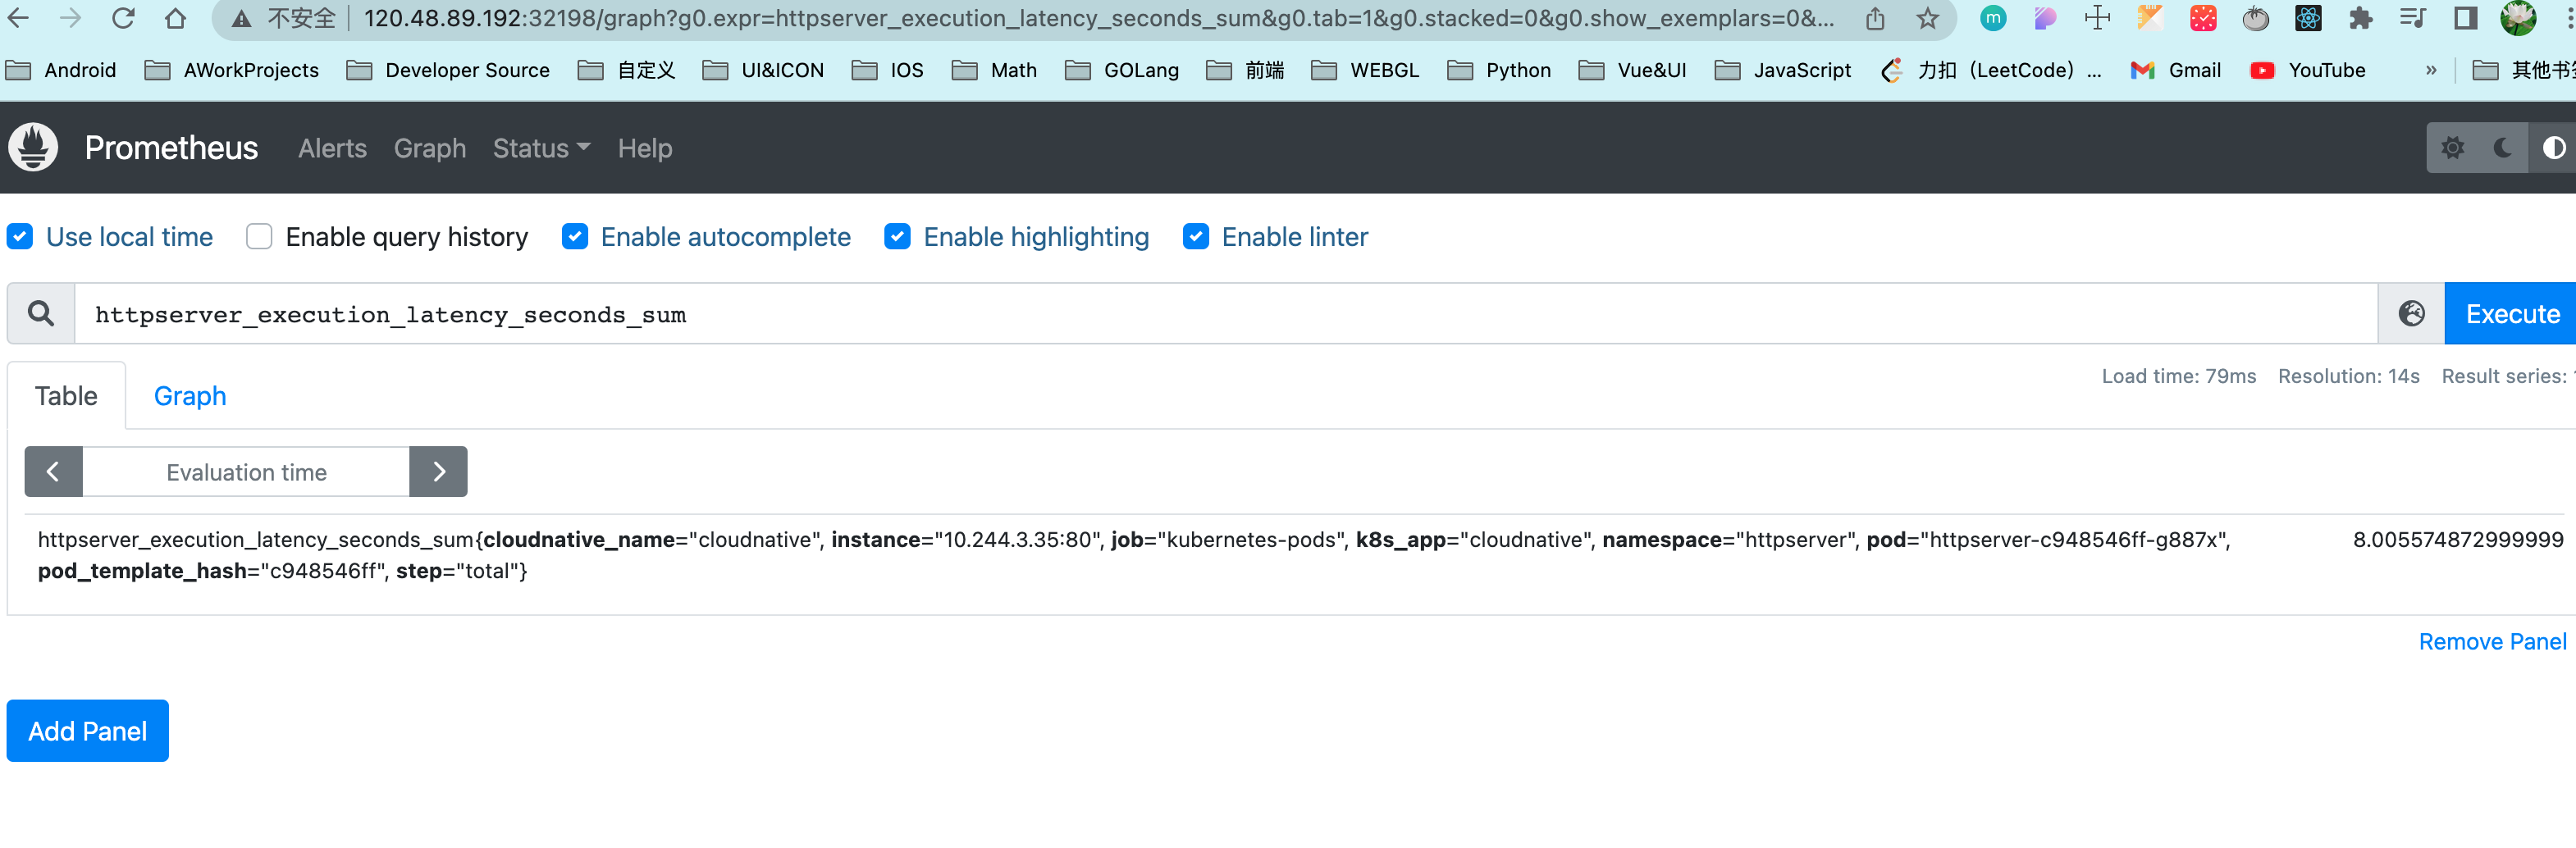 不安全 120.48.89.192:32198/graph?g0.expr=httpserver_execution_latency_seconds_sum&g0.tab=1&g0.stacked=0&g0.show_exemplars=0&... m
Android AWorkProjects Developer Source 自定义 UI&ICON IOS Math GOLang 前端 WEBGL Python Vue&UI JavaScript 力扣（LeetCode） ... Gmail YouTube » 其他书
Prometheus Alerts Graph Status Help
Use local time Enable query history Enable autocomplete Enable highlighting Enable linter
httpserver_execution_latency_seconds_sum Execute
Table Graph Load time: 79ms Resolution: 14s Result series:
Evaluation time
httpserver_execution_latency_seconds_sum{cloudnative_name="cloudnative", instance="10.244.3.35:80", job="kubernetes-pods", k8s_app="cloudnative", namespace="httpserver", pod="httpserver-c948546ff-g887x", 8.005574872999999
pod_template_hash="c948546ff", step="total"}
Remove Panel
Add Panel